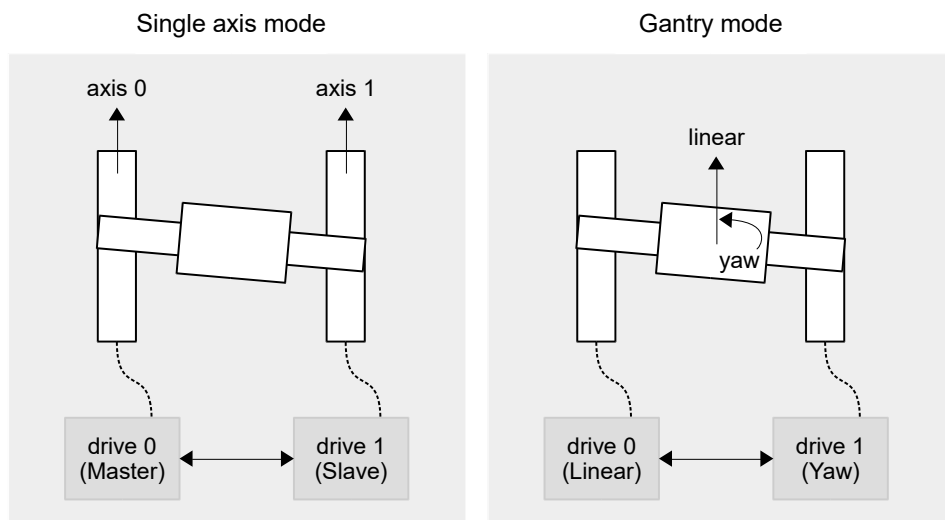 Single axis mode
Gantry mode
axis 0
axis 1
drive 0
(Master)
drive 1
(Slave)
linear
yaw
drive 0
(Linear)
drive 1
(Yaw)